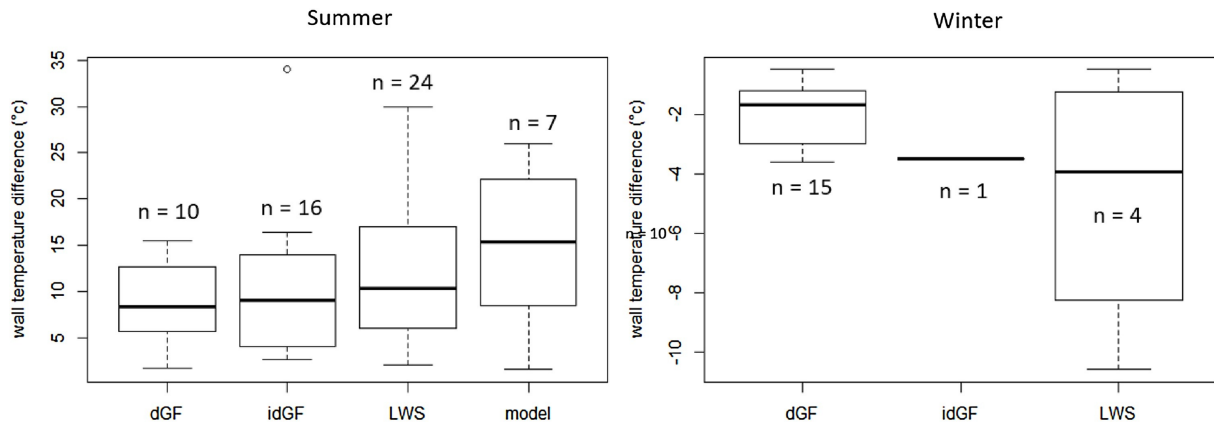 Summer
wall temperature difference (°c)
35
30
25
20
15
10
5
n = 10
n = 16
n = 24
n = 7
dGF
idGF
LWS
model
Winter
wall temperature difference (°c)
-2
-4
-6
-8
-10
n = 10
n = 15
n = 1
n = 4
dGF
idGF
LWS